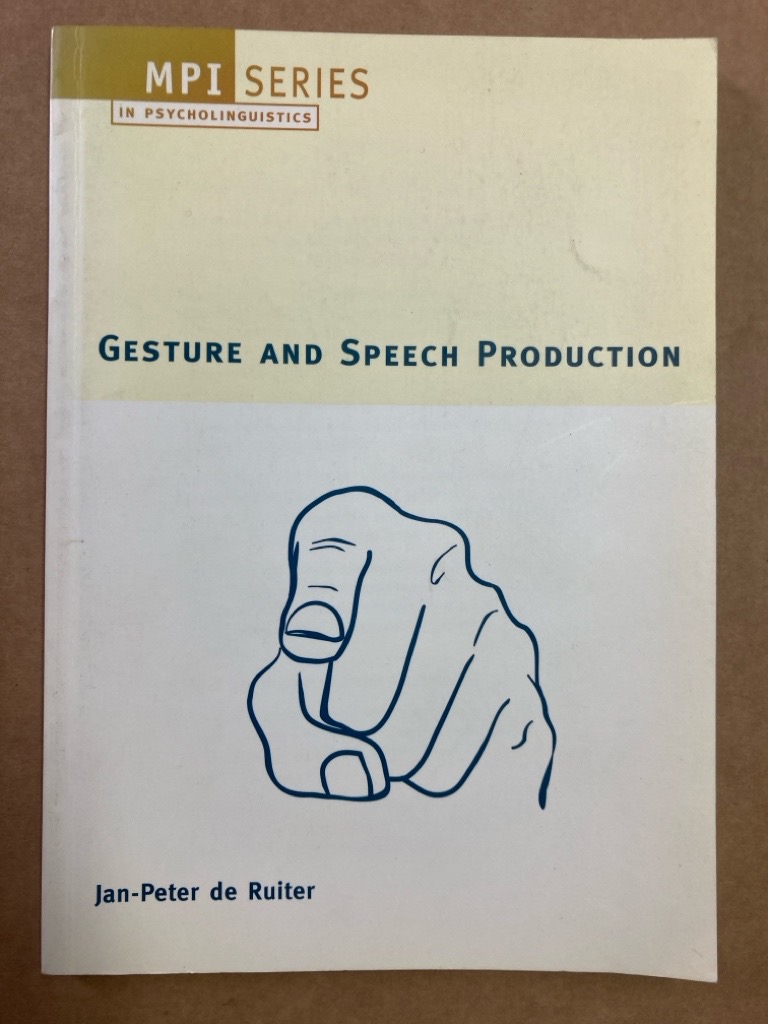 MPI SERIES
IN PSYCHOLINGUISTICS
GESTURE AND SPEECH PRODUCTION
Jan-Peter de Ruiter